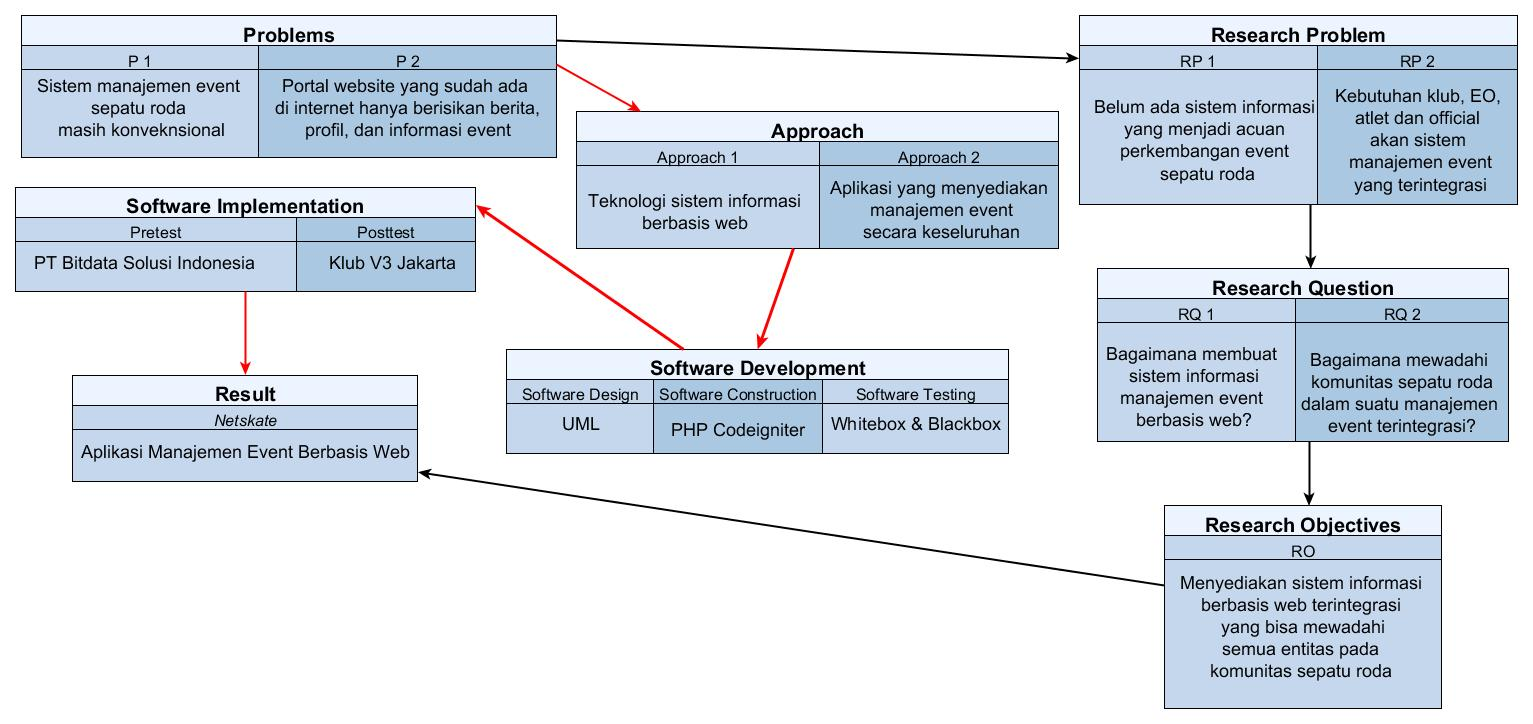 Problems
P 1
Sistem manajemen event
sepatu roda
masih konveknsional
P 2
Portal website yang sudah ada
di internet hanya berisikan berita,
profil, dan informasi event
Research Problem
RP 1
Belum ada sistem informasi
yang menjadi acuan
perkembangan event
sepatu roda
RP 2
Kebutuhan klub, EO,
atlet dan official
akan sistem
manajemen event
yang terintegrasi
Approach
Approach 1
Teknologi sistem informasi
berbasis web
Approach 2
Aplikasi yang menyediakan
manajemen event
secara keseluruhan
Software Implementation
Pretest
PT Bitdata Solusi Indonesia
Posttest
Klub V3 Jakarta
Research Question
RQ 1
Bagaimana membuat
sistem informasi
manajemen event
berbasis web?
RQ 2
Bagaimana mewadahi
komunitas sepatu roda
dalam suatu manajemen
event terintegrasi?
Software Development
Software Design
UML
Software Construction
PHP Codeigniter
Software Testing
Whitebox & Blackbox
Result
Netskate
Aplikasi Manajemen Event Berbasis Web
Research Objectives
RO
Menyediakan sistem informasi
berbasis web terintegrasi
yang bisa mewadahi
semua entitas pada
komunitas sepatu roda